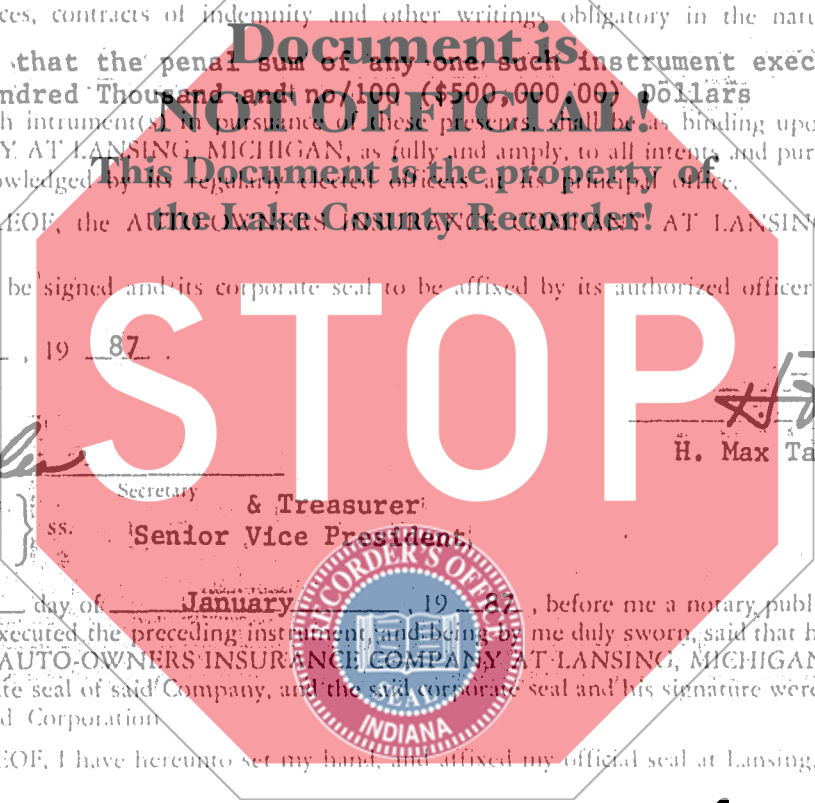 ces, contracts of indemnity and other writings obligatory in the natu
Document is
that the penal sum of any one such instrument exec
ndred Thousand and no/100 ($500,000.00) Dollars
NOT OFFICIAL!
h intrument(s) in pursuance of these presents, shall be as binding upo
Y AT LANSING, MICHIGAN, as fully and amply, to all intents and pur
This Document is the property of
owledged by its regularly elected officers at its principal office.
the Lake County Recorder!
EOF, the AUTO-OWNERS INSURANCE COMPANY AT LANSING
be signed and its corporate seal to be affixed by its authorized officer
, 19 87 .
STOP
H. Max Ta
Secretary
& Treasurer
ss.
Senior Vice President
day of January , 19 87 , before me a notary publ
xecuted the preceding instrument, and being by me duly sworn, said that h
AUTO-OWNERS INSURANCE COMPANY AT LANSING, MICHIGAN
te seal of said Company, and the said corporate seal and his signature were
d Corporation
EOF, I have hereunto set my hand, and affixed my official seal at Lansing,
RECORDER'S OFFICE
SEAL
INDIANA